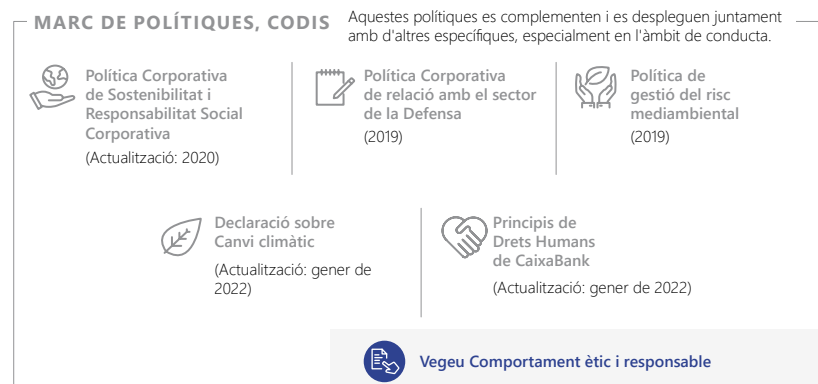 MARC DE POLÍTIQUES, CODIS
Aquestes polítiques es complementen i es despleguen juntament
amb d'altres específiques, especialment en l'àmbit de conducta.
Política Corporativa
de Sostenibilitat i
Responsabilitat Social
Corporativa
(Actualització: 2020)
Política Corporativa
de relació amb el sector
de la Defensa
(2019)
Política de
gestió del risc
mediambiental
(2019)
Declaració sobre
Canvi climàtic
(Actualització: gener de
2022)
Principis de
Drets Humans
de CaixaBank
(Actualització: gener de 2022)
Vegeu Comportament ètic i responsable